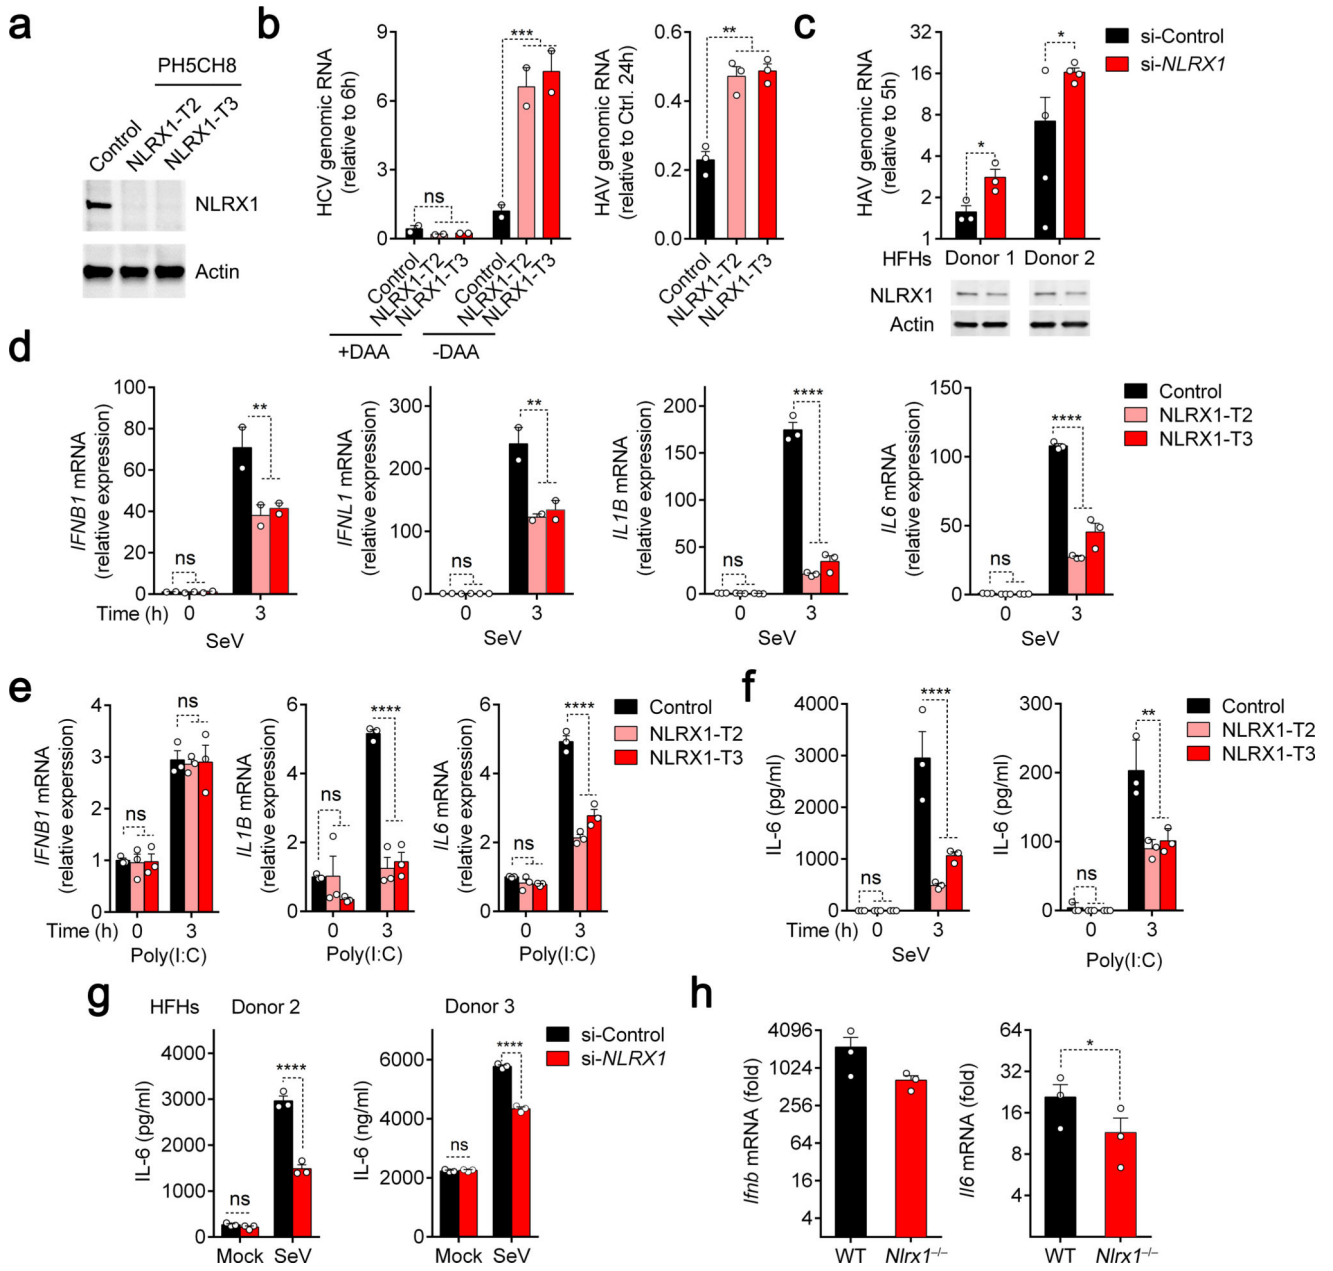 a
PH5CH8
Control
NLRX1-T2
NLRX1-T3
NLRX1
Actin
b
HCV genomic RNA
(relative to 6h)
9
6
3
0
ns
***
Control
NLRX1-T2
NLRX1-T3
Control
NLRX1-T2
NLRX1-T3
+DAA
-DAA
HAV genomic RNA
(relative to Ctrl. 24h)
0.6
0.4
0.2
0.0
**
Control
NLRX1-T2
NLRX1-T3
c
HAV genomic RNA
(relative to 5h)
32
16
8
4
2
1
*
*
si-Control
si-NLRX1
HFHs
Donor 1
Donor 2
NLRX1
Actin
d
IFNB1 mRNA
(relative expression)
100
80
60
40
20
0
ns
**
Time (h)
0
3
SeV
IFNL1 mRNA
(relative expression)
300
200
100
0
ns
**
0
3
SeV
IL1B mRNA
(relative expression)
200
150
100
50
0
ns
****
0
3
SeV
IL6 mRNA
(relative expression)
150
100
50
0
ns
****
0
3
SeV
Control
NLRX1-T2
NLRX1-T3
e
IFNB1 mRNA
(relative experssion)
4
3
2
1
0
ns
ns
Time (h)
0
3
Poly(I:C)
IL1B mRNA
(relative expression)
6
4
2
0
ns
****
0
3
Poly(I:C)
IL6 mRNA
(relative expression)
6
4
2
0
ns
****
0
3
Poly(I:C)
Control
NLRX1-T2
NLRX1-T3
f
IL-6 (pg/ml)
4000
3000
2000
1000
0
ns
****
Time (h)
0
3
SeV
IL-6 (pg/ml)
300
200
100
0
ns
**
0
3
Poly(I:C)
Control
NLRX1-T2
NLRX1-T3
g
HFHs
Donor 2
IL-6 (pg/ml)
4000
3000
2000
1000
0
ns
****
Mock
SeV
Donor 3
IL-6 (ng/ml)
6000
4000
2000
0
ns
****
Mock
SeV
si-Control
si-NLRX1
h
Ifnb mRNA (fold)
4096
1024
256
64
16
4
WT
Nlrx1–/–
Il6 mRNA (fold)
64
32
16
8
4
*
WT
Nlrx1–/–